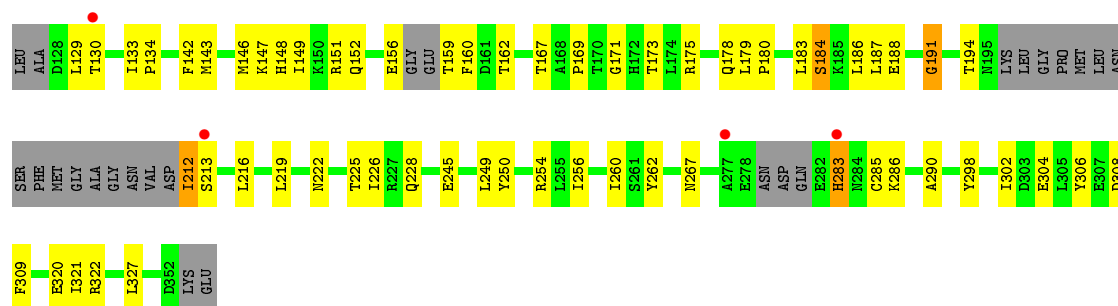 LEU ALA D128 L129 T130 I133 P134 F142 M143 M146 K147 H148 I149 K150 R151 Q152 E156 GLY GLU T159 F160 D161 T162 T167 A168 P169 T170 G171 H172 T173 L174 R175 Q178 L179 P180 L183 S184 K185 L186 L187 E188 G191 T194 N195 LYS LEU GLY PRO MET LEU ASN
SER PHE MET GLY ALA GLY ASN VAL ASP I212 S213 L216 L219 N222 T225 I226 R227 Q228 E245 L249 Y250 R254 L255 I256 I260 S261 Y262 N267 A277 E278 ASN ASP GLN E282 H283 N284 C285 K286 A290 Y298 I302 D303 E304 L305 Y306 E307 D308
F309 E320 I321 R322 L327 D352 LYS GLU